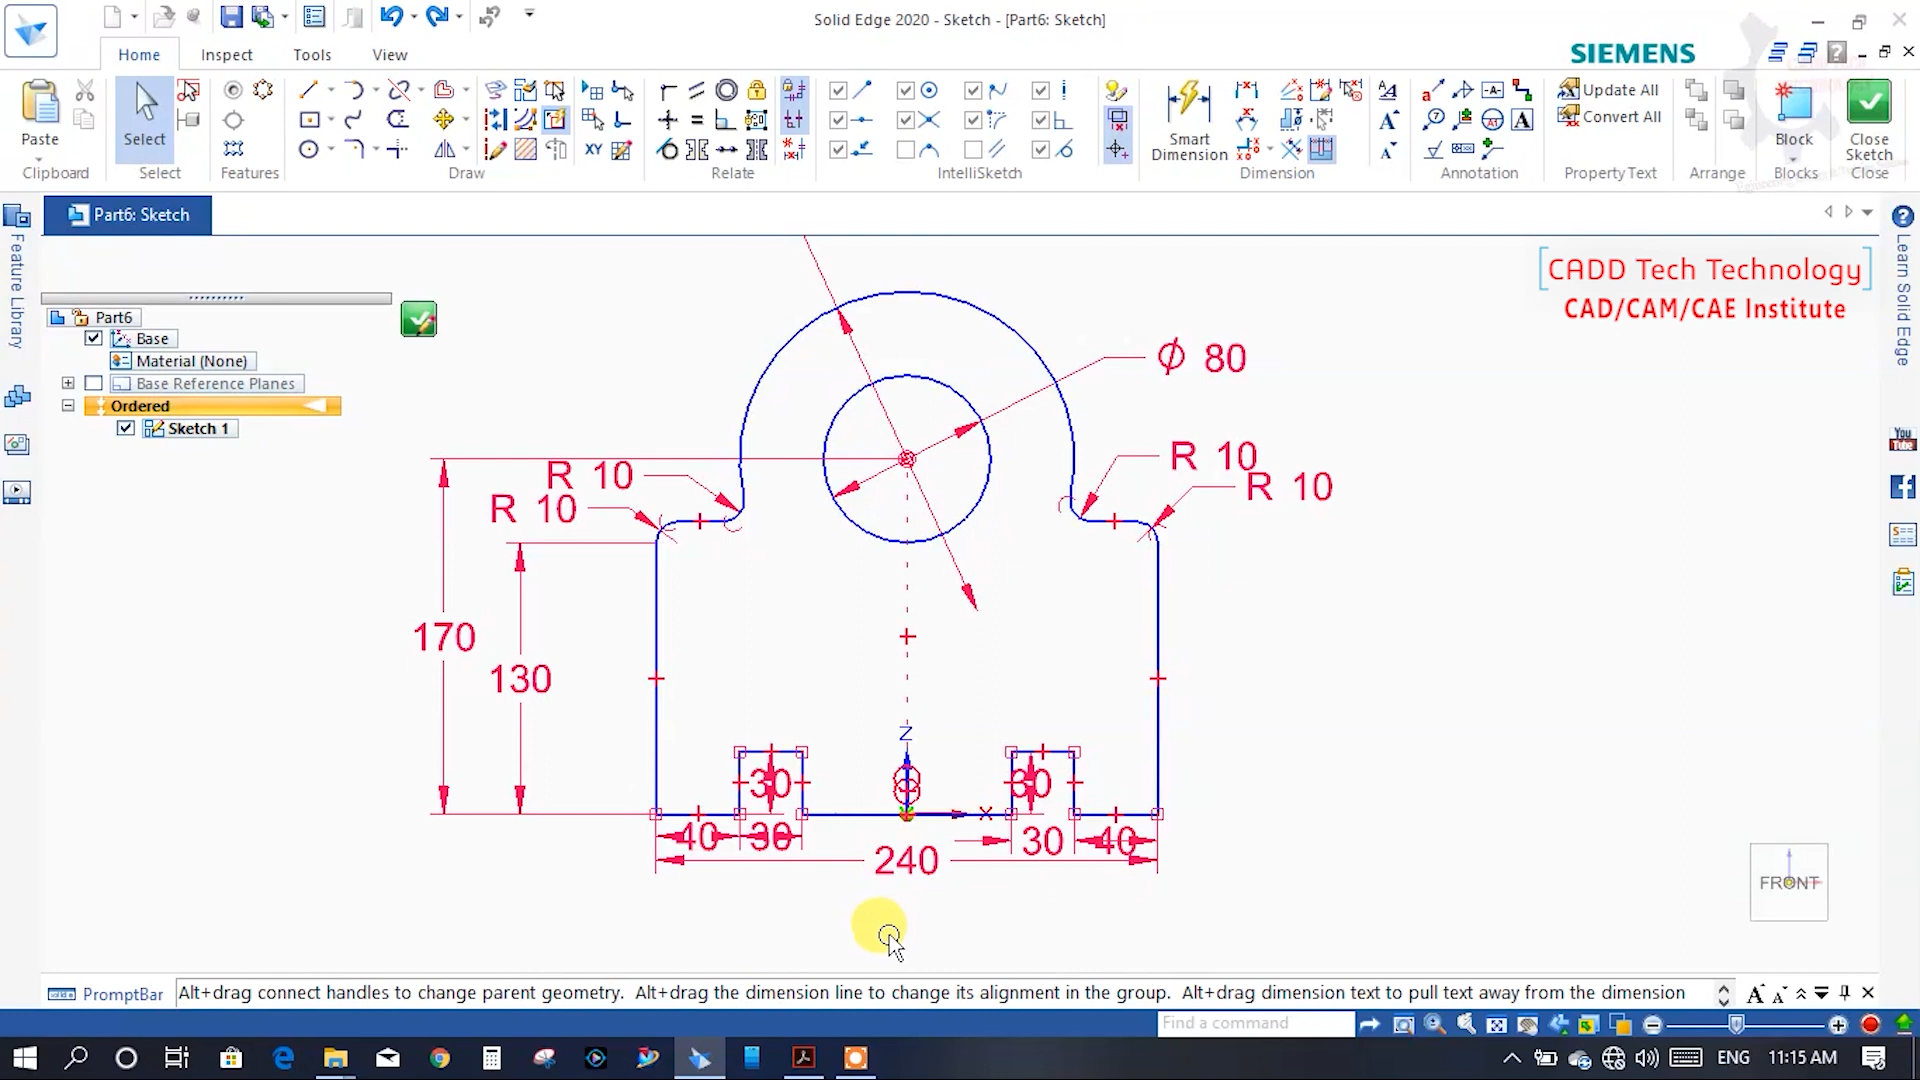 Solid Edge 2020 - Sketch - [Part6: Sketch]
Home Inspect Tools View
SIEMENS
Paste
Select
Smart Dimension
Update All
Convert All
Block
Close Sketch
Clipboard Select Features Draw Relate IntelliSketch Dimension Annotation Property Text Arrange Blocks Close
Part6: Sketch
Feature Library
Learn Solid Edge
CADD Tech Technology
CAD/CAM/CAE Institute
Part6
Base
Material (None)
Base Reference Planes
Ordered
Sketch 1
Ø 80
R 10
R 10
R 10
R 10
170
130
Z
X
30
30
40
30
30
40
240
FRONT
You Tube
PromptBar
Alt+drag connect handles to change parent geometry. Alt+drag the dimension line to change its alignment in the group. Alt+drag dimension text to pull text away from the dimension
Find a command
ENG 11:15 AM